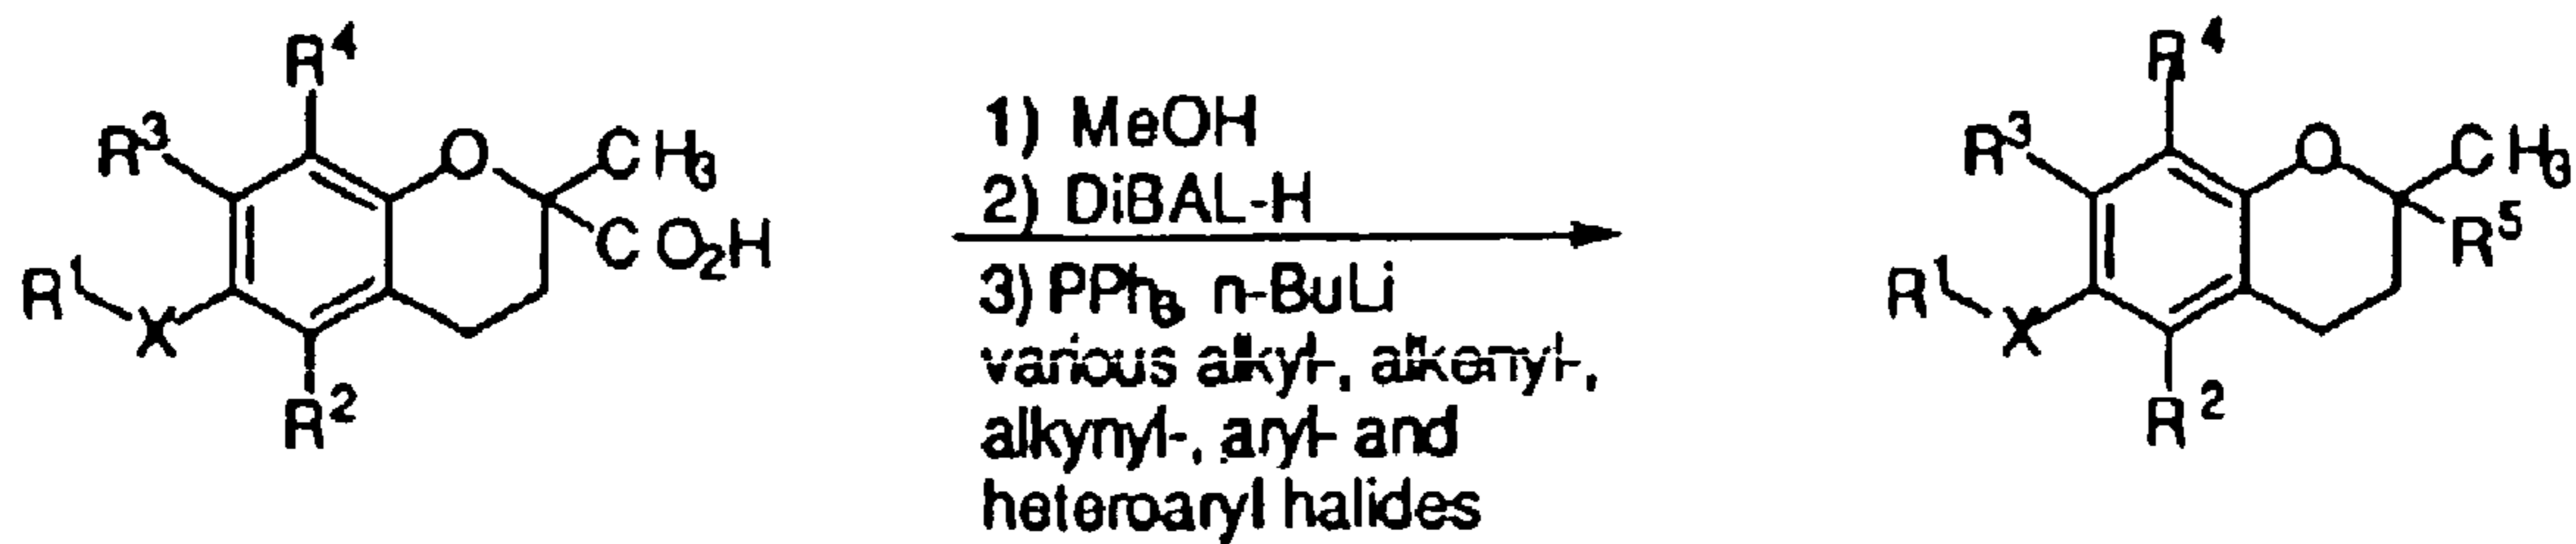 R⁴
R³
O
CH₃
CO₂H
R¹
X
R²
1) MeOH
2) DiBAL-H
3) PPh₃, n-BuLi
various alkyl-, alkenyl-,
alkynyl-, aryl- and
heteroaryl halides
R⁴
R³
O
CH₃
R⁵
R¹
X
R²